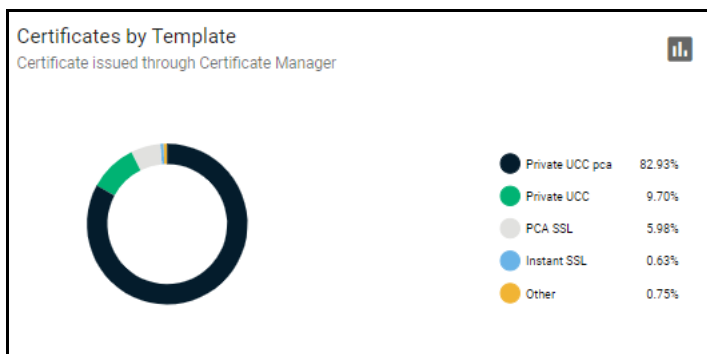 Certificates by Template
Certificate issued through Certificate Manager
Private UCC pca 82.93%
Private UCC 9.70%
PCA SSL 5.98%
Instant SSL 0.63%
Other 0.75%